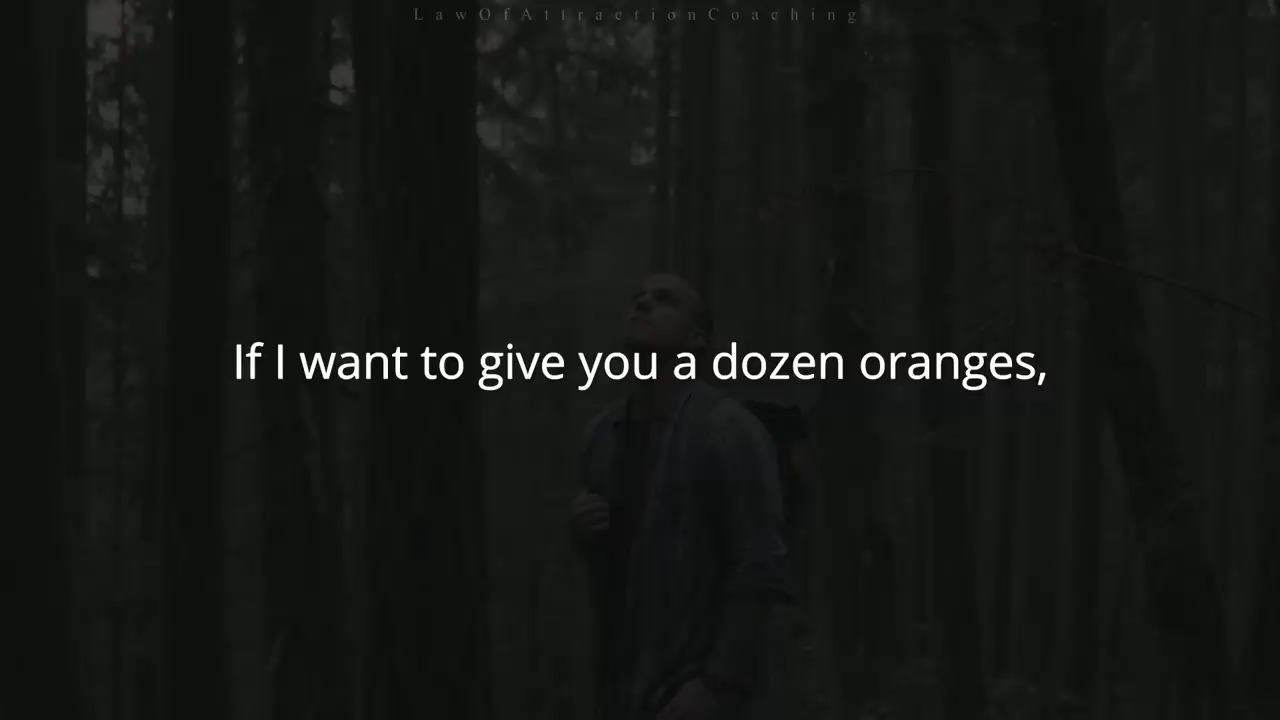 LawOfAttractionCoaching
If I want to give you a dozen oranges,